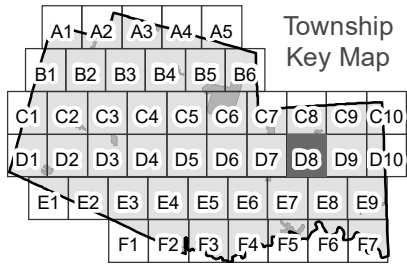 Township
Key Map
A1 A2 A3 A4 A5
B1 B2 B3 B4 B5 B6
C1 C2 C3 C4 C5 C6 C7 C8 C9 C10
D1 D2 D3 D4 D5 D6 D7 D8 D9 D10
E1 E2 E3 E4 E5 E6 E7 E8 E9
F1 F2 F3 F4 F5 F6 F7